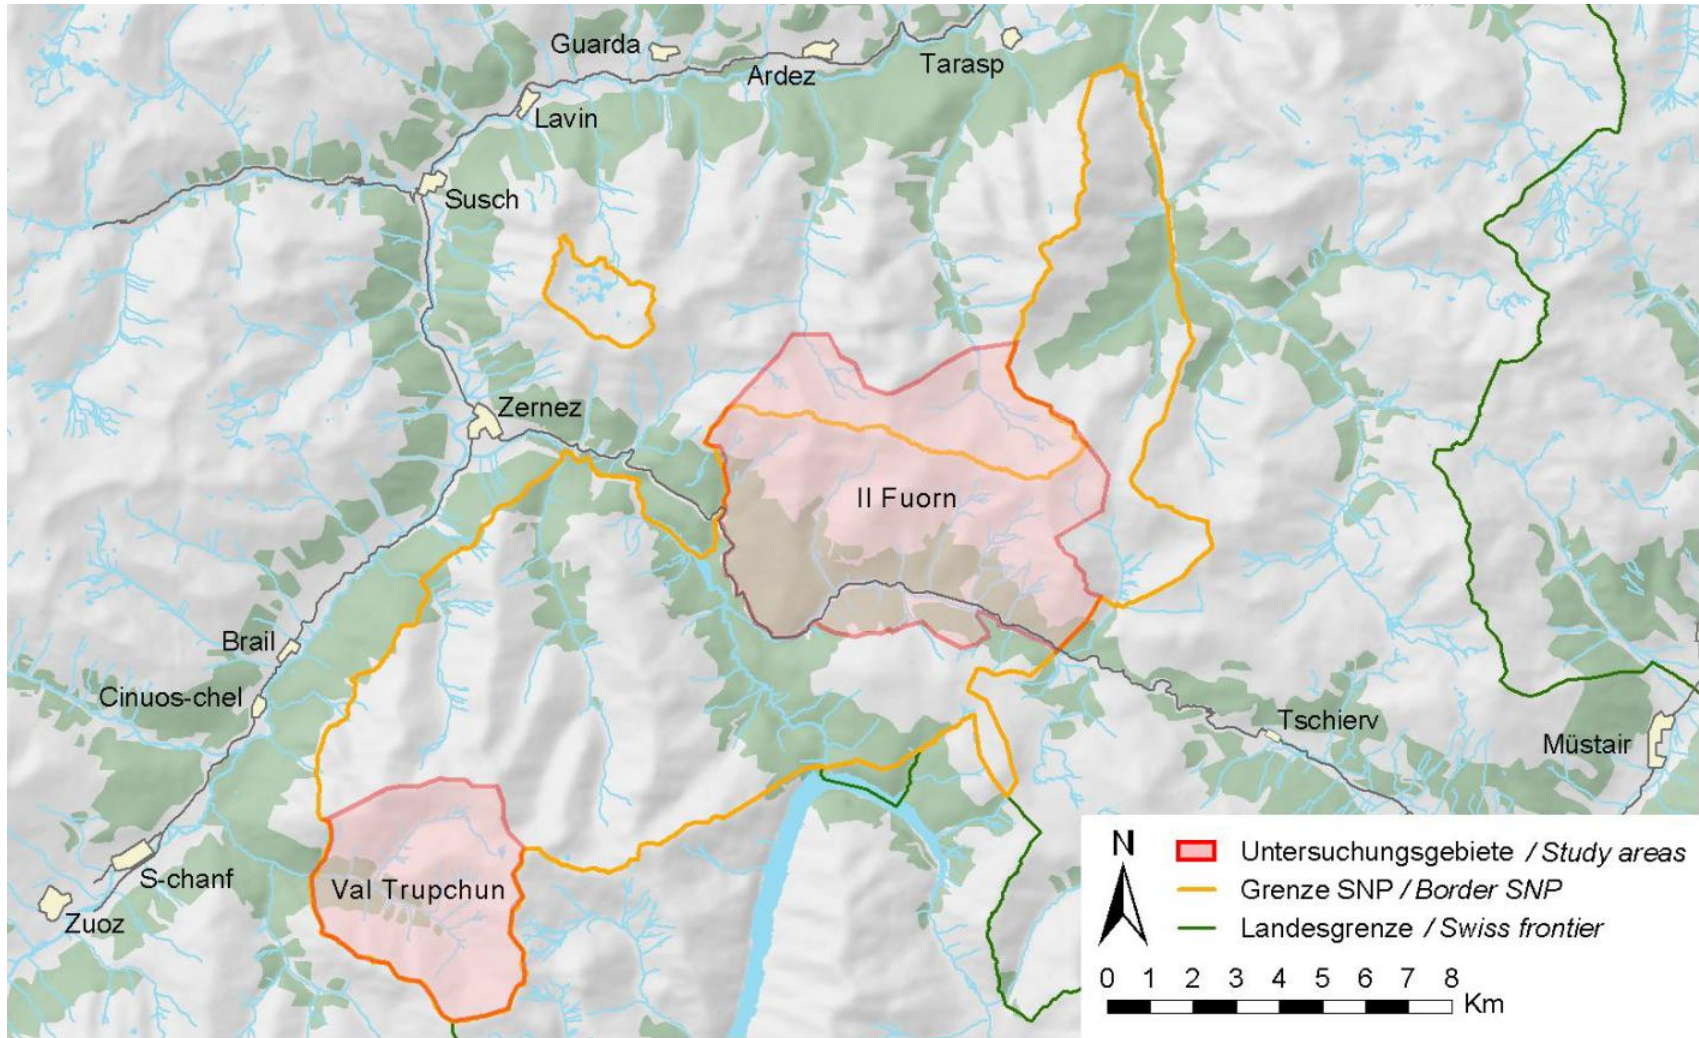 Guarda
Ardez
Tarasp
Lavin
Susch
Zernez
Il Fuorn
Brail
Cinuos-chel
Tschierv
Müstair
S-chanf
Val Trupchun
Zuoz
N
Untersuchungsgebiete / Study areas
Grenze SNP / Border SNP
Landesgrenze / Swiss frontier
0 1 2 3 4 5 6 7 8
Km